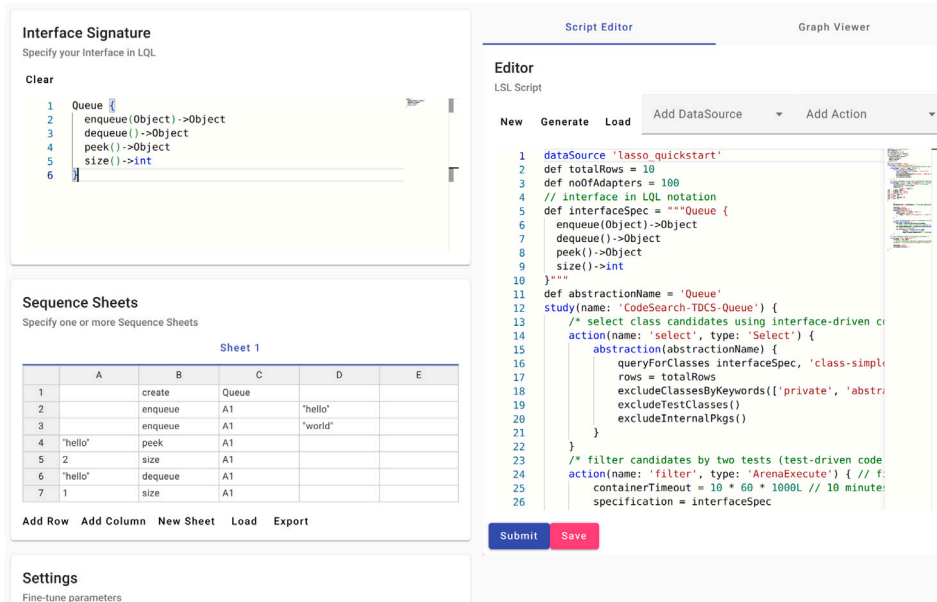 Interface Signature
Specify your Interface in LQL
Clear
1 Queue {
2 enqueue(Object)->Object
3 dequeue()->Object
4 peek()->Object
5 size()->int
6 }
Sequence Sheets
Specify one or more Sequence Sheets
Sheet 1
A B C D E
1 create Queue
2 enqueue A1 "hello"
3 enqueue A1 "world"
4 "hello" peek A1
5 2 size A1
6 "hello" dequeue A1
7 1 size A1
Add Row Add Column New Sheet Load Export
Settings
Fine-tune parameters
Script Editor Graph Viewer
Editor
LSL Script
New Generate Load Add DataSource Add Action
1 dataSource 'lasso_quickstart'
2 def totalRows = 10
3 def noOfAdapters = 100
4 // interface in LQL notation
5 def interfaceSpec = """Queue {
6 enqueue(Object)->Object
7 dequeue()->Object
8 peek()->Object
9 size()->int
10 }"""
11 def abstractionName = 'Queue'
12 study(name: 'CodeSearch-TDCS-Queue') {
13 /* select class candidates using interface-driven co
14 action(name: 'select', type: 'Select') {
15 abstraction(abstractionName) {
16 queryForClasses interfaceSpec, 'class-simple
17 rows = totalRows
18 excludeClassesByKeywords(['private', 'abstra
19 excludeTestClasses()
20 excludeInternalPkgs()
21 }
22 }
23 /* filter candidates by two tests (test-driven code
24 action(name: 'filter', type: 'ArenaExecute') { // fi
25 containerTimeout = 10 * 60 * 1000L // 10 minutes
26 specification = interfaceSpec
Submit Save